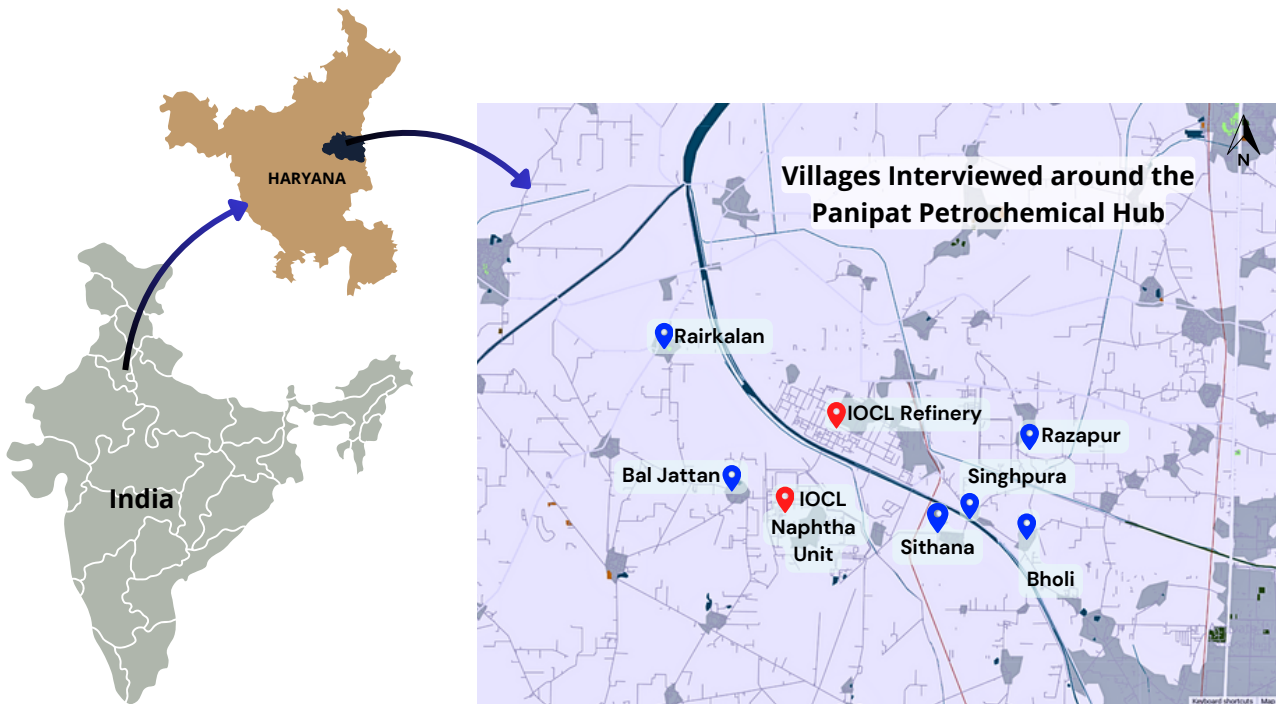 HARYANA
India
Villages Interviewed around the
Panipat Petrochemical Hub
N
Rairkalan
IOCL Refinery
Razapur
Bal Jattan
Singhpura
IOCL
Naphtha
Unit
Sithana
Bholi
Keyboard shortcuts
Map